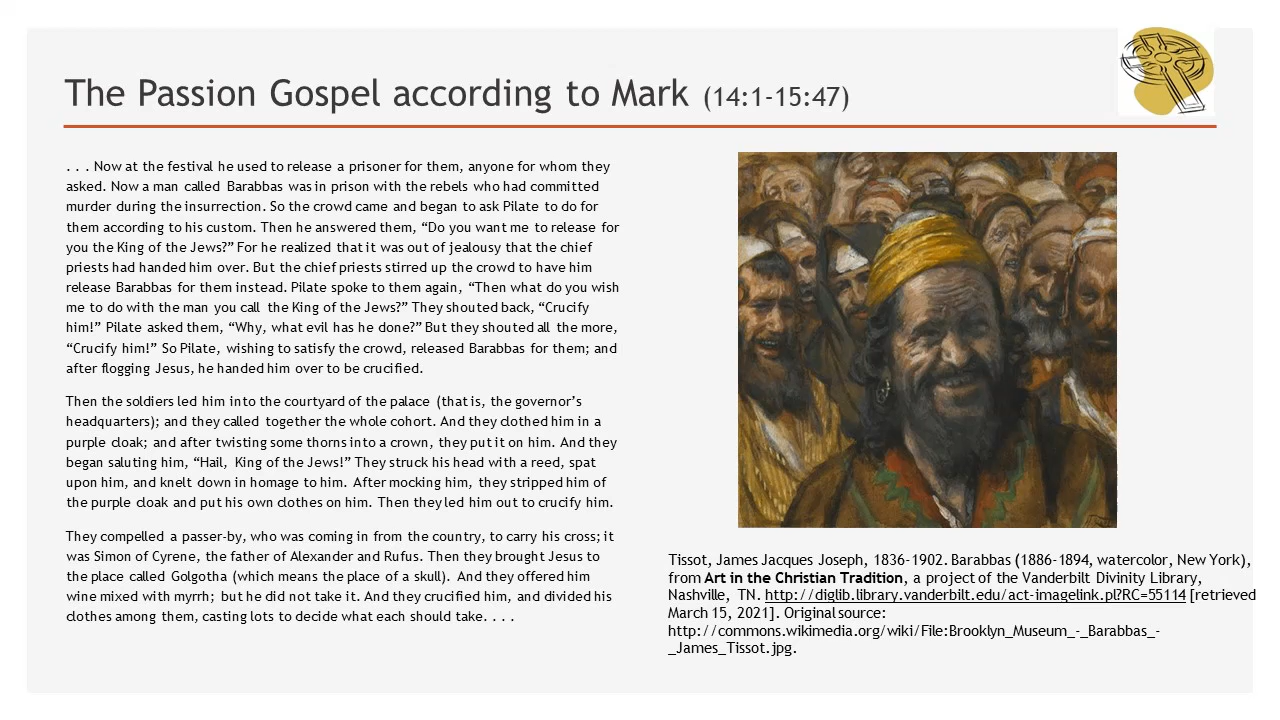 The Passion Gospel according to Mark (14:1-15:47)
. . . Now at the festival he used to release a prisoner for them, anyone for whom they
asked. Now a man called Barabbas was in prison with the rebels who had committed
murder during the insurrection. So the crowd came and began to ask Pilate to do for
them according to his custom. Then he answered them, “Do you want me to release for
you the King of the Jews?” For he realized that it was out of jealousy that the chief
priests had handed him over. But the chief priests stirred up the crowd to have him
release Barabbas for them instead. Pilate spoke to them again, “Then what do you wish
me to do with the man you call the King of the Jews?” They shouted back, “Crucify
him!” Pilate asked them, “Why, what evil has he done?” But they shouted all the more,
“Crucify him!” So Pilate, wishing to satisfy the crowd, released Barabbas for them; and
after flogging Jesus, he handed him over to be crucified.
Then the soldiers led him into the courtyard of the palace (that is, the governor’s
headquarters); and they called together the whole cohort. And they clothed him in a
purple cloak; and after twisting some thorns into a crown, they put it on him. And they
began saluting him, “Hail, King of the Jews!” They struck his head with a reed, spat
upon him, and knelt down in homage to him. After mocking him, they stripped him of
the purple cloak and put his own clothes on him. Then they led him out to crucify him.
They compelled a passer-by, who was coming in from the country, to carry his cross; it
was Simon of Cyrene, the father of Alexander and Rufus. Then they brought Jesus to
the place called Golgotha (which means the place of a skull). And they offered him
wine mixed with myrrh; but he did not take it. And they crucified him, and divided his
clothes among them, casting lots to decide what each should take. . . .
Tissot, James Jacques Joseph, 1836-1902. Barabbas (1886-1894, watercolor, New York),
from Art in the Christian Tradition, a project of the Vanderbilt Divinity Library,
Nashville, TN. http://diglib.library.vanderbilt.edu/act-imagelink.pl?RC=55114 [retrieved
March 15, 2021]. Original source:
http://commons.wikimedia.org/wiki/File:Brooklyn_Museum_-_Barabbas_-
_James_Tissot.jpg.